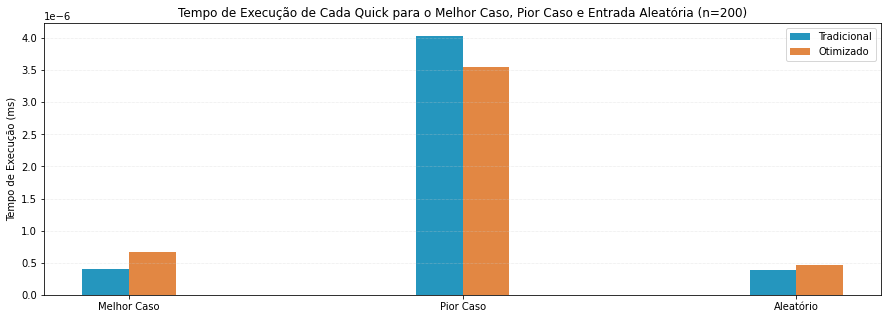 Tempo de Execução de Cada Quick para o Melhor Caso, Pior Caso e Entrada Aleatória (n=200)
1e−6
Tradicional
Otimizado
Tempo de Execução (ms)
4.0
3.5
3.0
2.5
2.0
1.5
1.0
0.5
0.0
Melhor Caso
Pior Caso
Aleatório